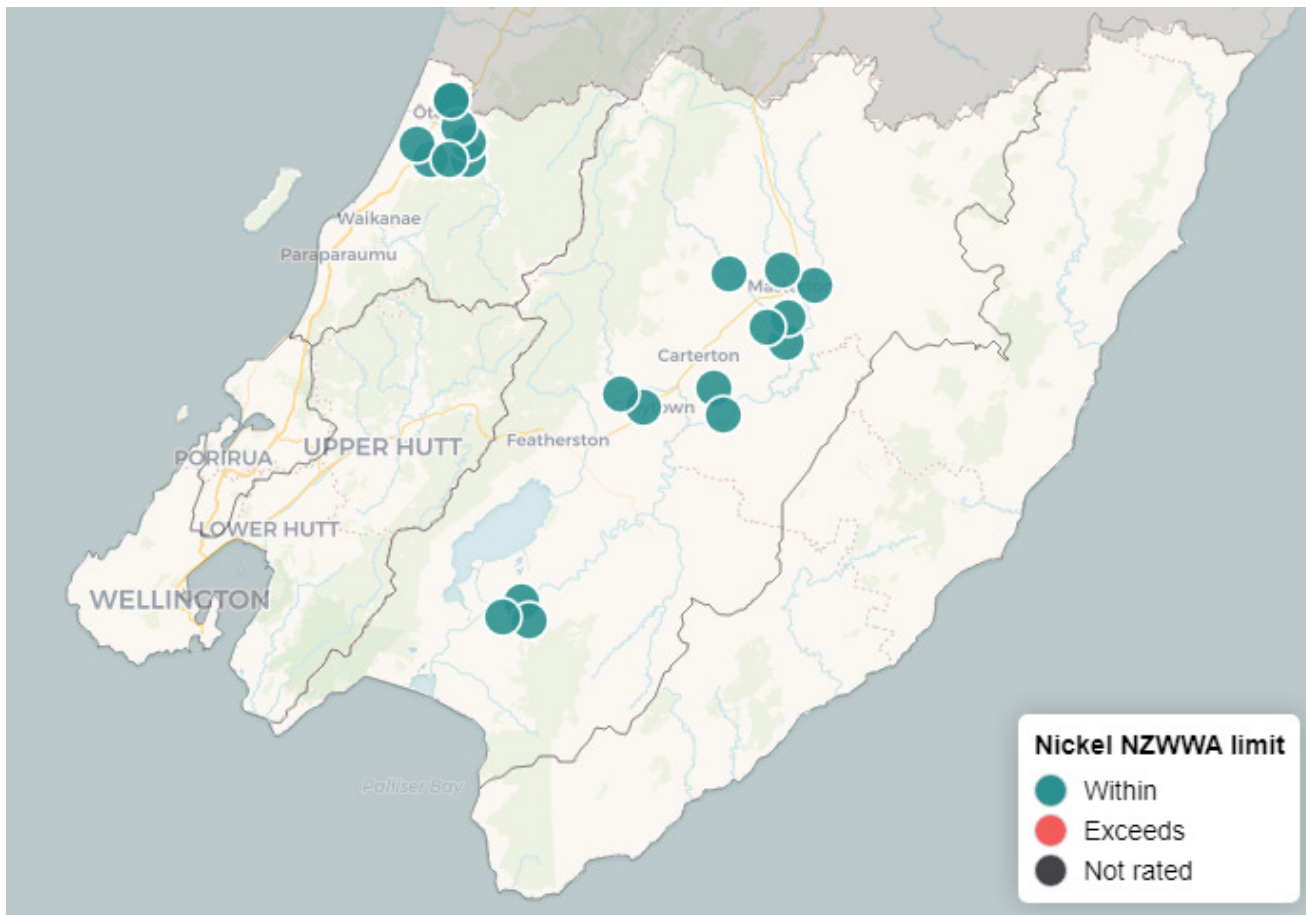 Waikanae
Paraparaumu
Carterton
Featherston
UPPER HUTT
PORIRUA
LOWER HUTT
WELLINGTON
Palliser Bay
Nickel NZWWA limit
Within
Exceeds
Not rated